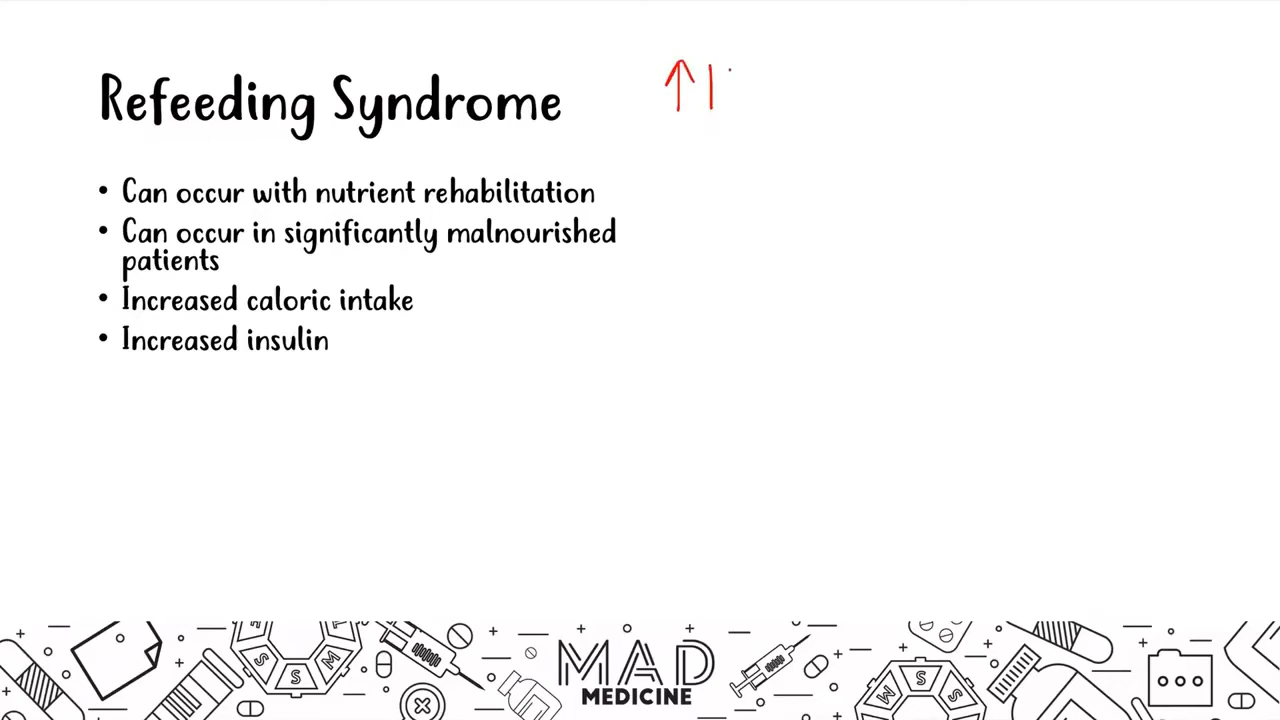 Refeeding Syndrome
↑ I
• Can occur with nutrient rehabilitation
• Can occur in significantly malnourished
patients
• Increased caloric intake
• Increased insulin
MAD
MEDICINE